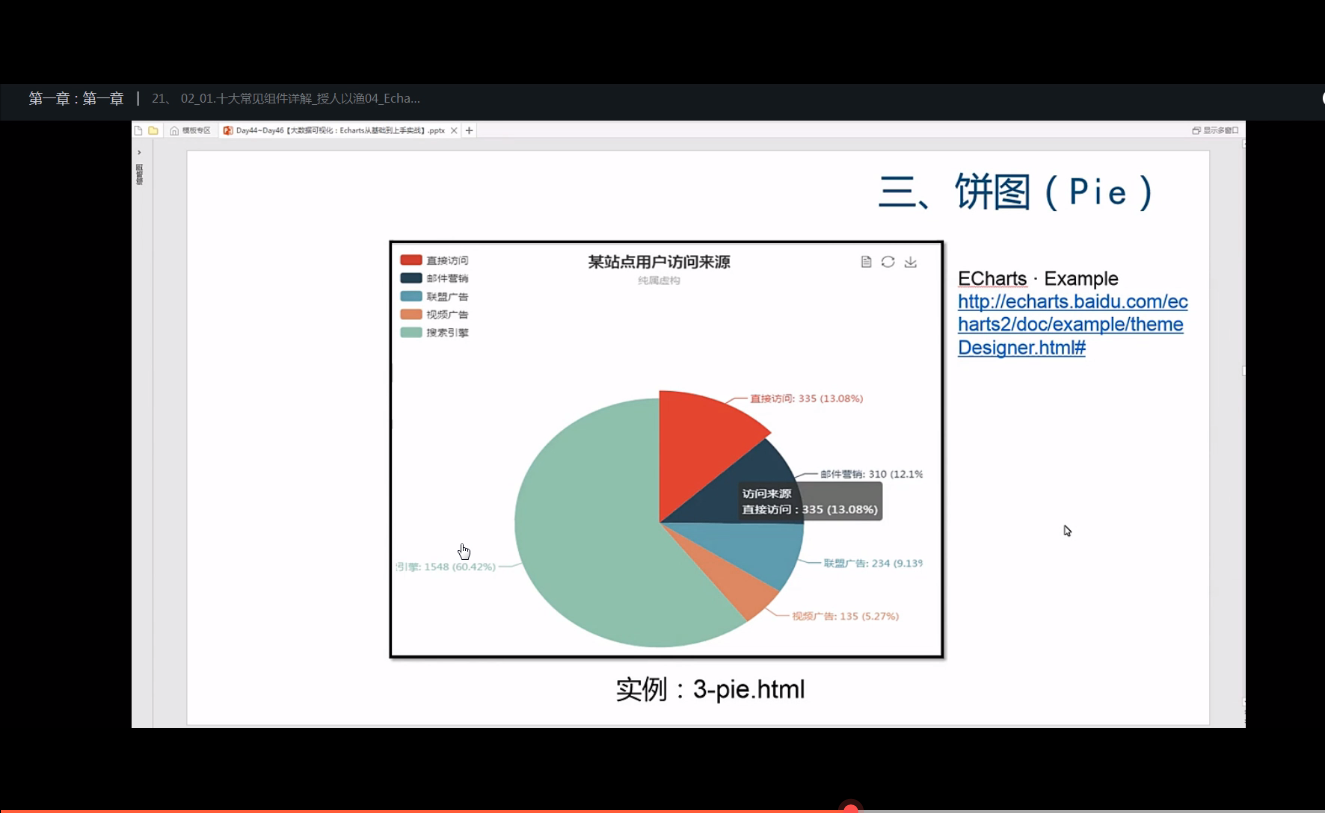 第一章：第一章
21、 02_01.十大常见组件详解_授人以渔04_Echa...
模板专区
Day44~Day46【大数据可视化：Echarts从基础到上手实战】.pptx
显示多窗口
三、饼图（Pie）
直接访问
邮件营销
联盟广告
视频广告
搜索引擎
某站点用户访问来源
纯属虚构
ECharts · Example
http://echarts.baidu.com/ec
harts2/doc/example/theme
Designer.html#
直接访问: 335 (13.08%)
邮件营销: 310 (12.1%
访问来源
直接访问 : 335 (13.08%)
联盟广告: 234 (9.13%
引擎: 1548 (60.42%)
视频广告: 135 (5.27%)
实例：3-pie.html